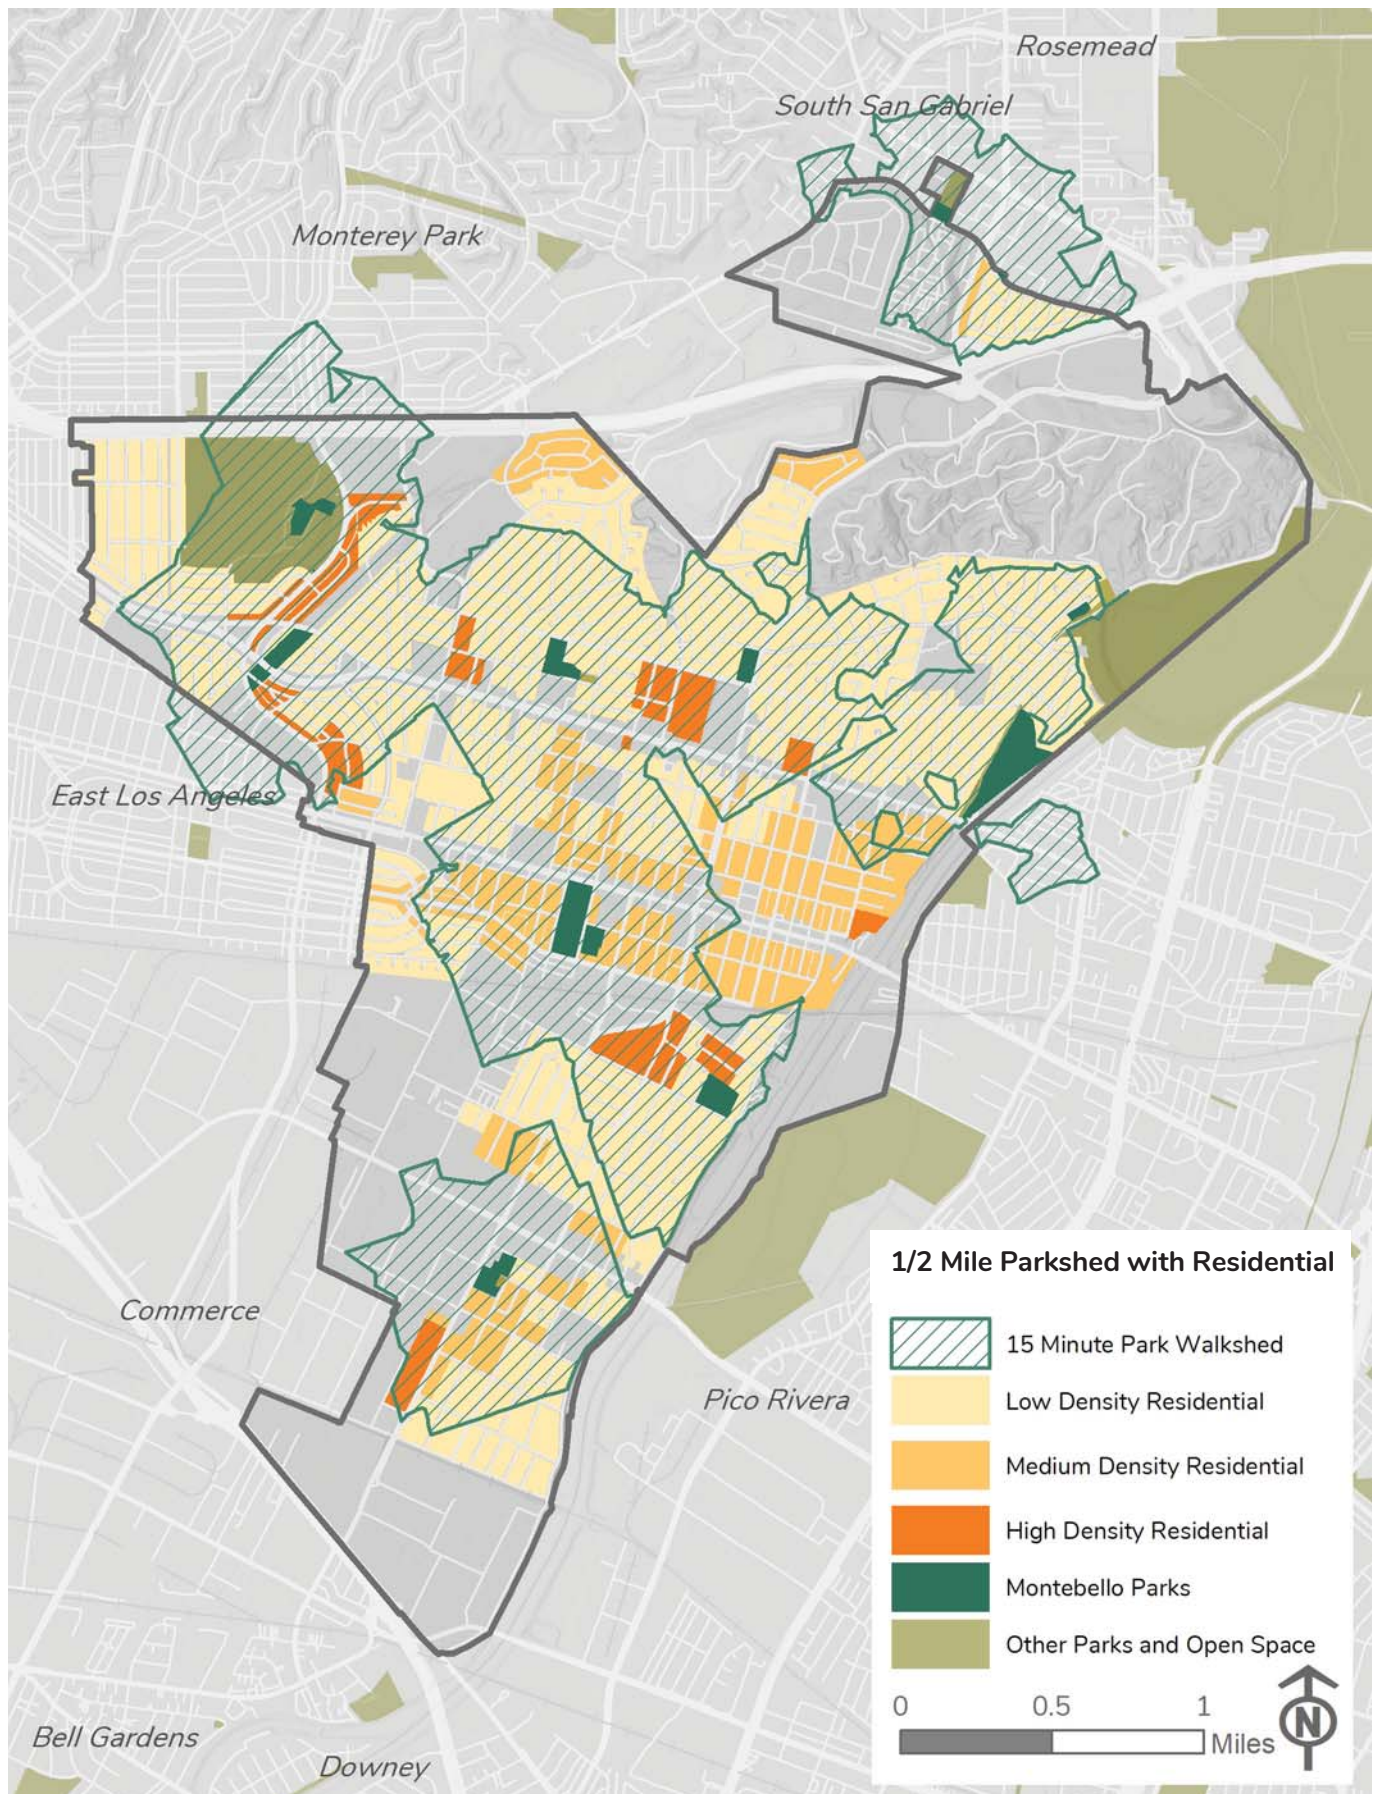 Rosemead
South San Gabriel
Monterey Park
East Los Angeles
Commerce
Pico Rivera
Bell Gardens
Downey
1/2 Mile Parkshed with Residential
15 Minute Park Walkshed
Low Density Residential
Medium Density Residential
High Density Residential
Montebello Parks
Other Parks and Open Space
0 0.5 1
Miles
N